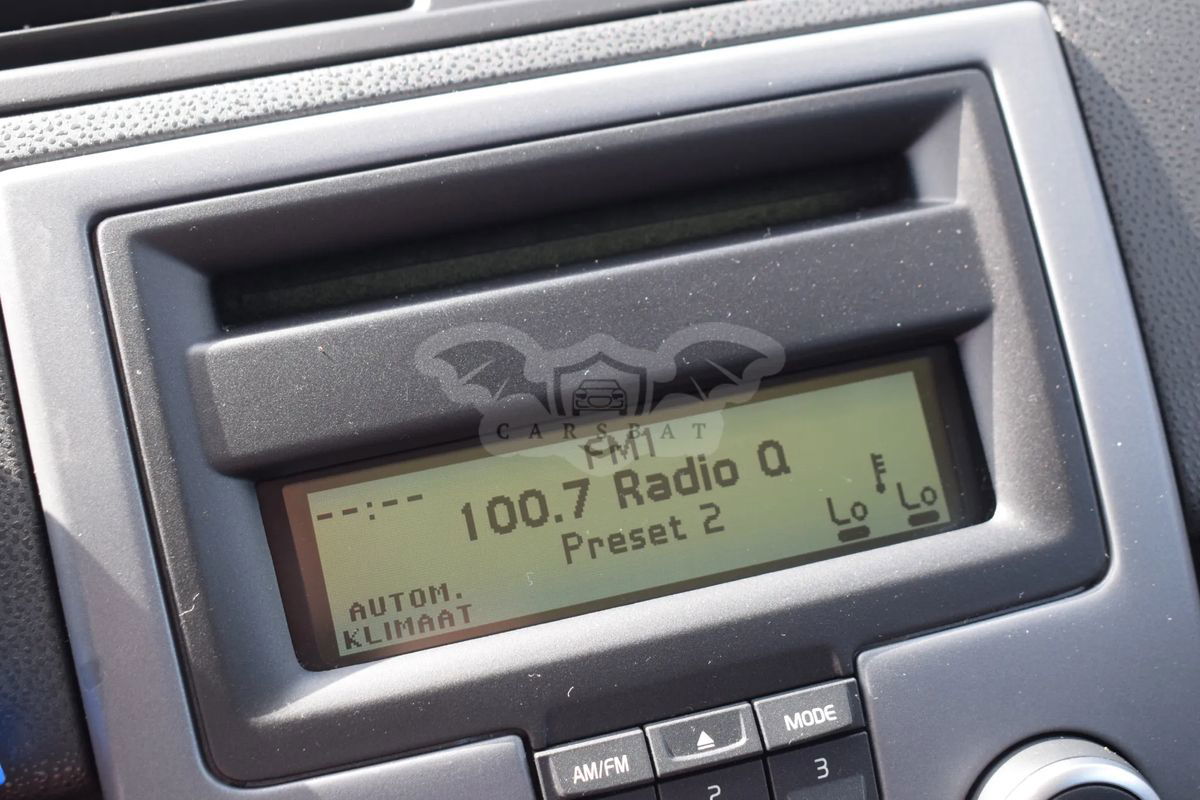 CARSBAT
FM1
--:--
100.7 Radio Q
Preset 2
Lo
Lo
AUTOM.
KLIMAAT
AM/FM
MODE
2
3